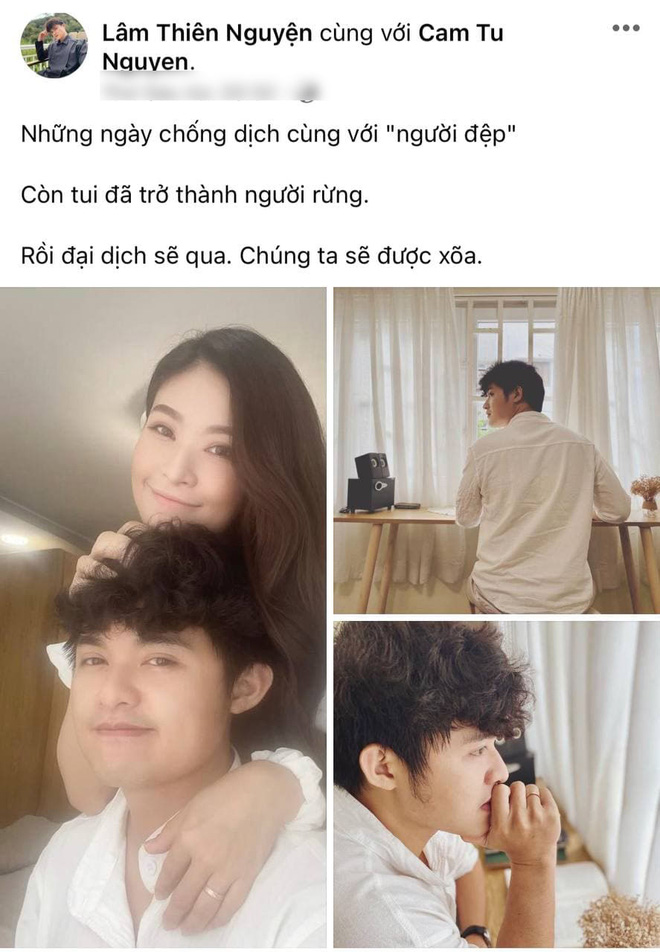 Lâm Thiên Nguyện cùng với Cam Tu
Nguyen.
Những ngày chống dịch cùng với "người đẹp"
Còn tui đã trở thành người rừng.
Rồi đại dịch sẽ qua. Chúng ta sẽ được xõa.